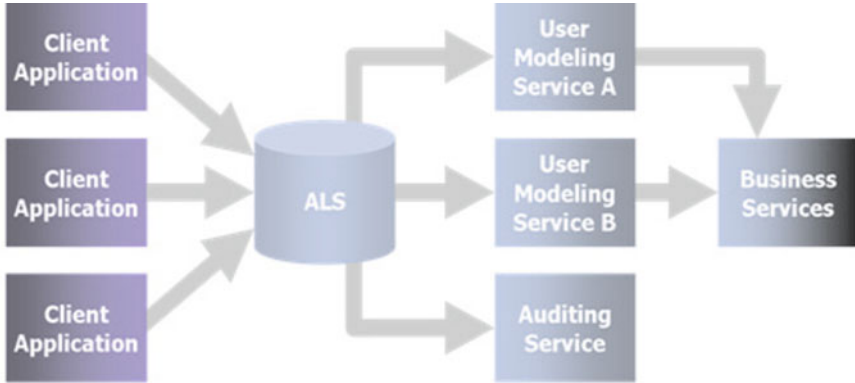 Client
Application
Client
Application
Client
Application
ALS
User
Modeling
Service A
User
Modeling
Service B
Auditing
Service
Business
Services